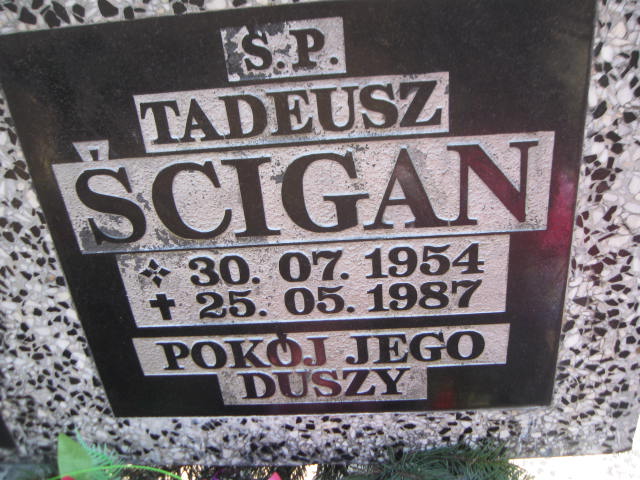 Ś.P.
TADEUSZ
ŚCIGAN
30. 07. 1954
25. 05. 1987
POKÓJ JEGO
DUSZY